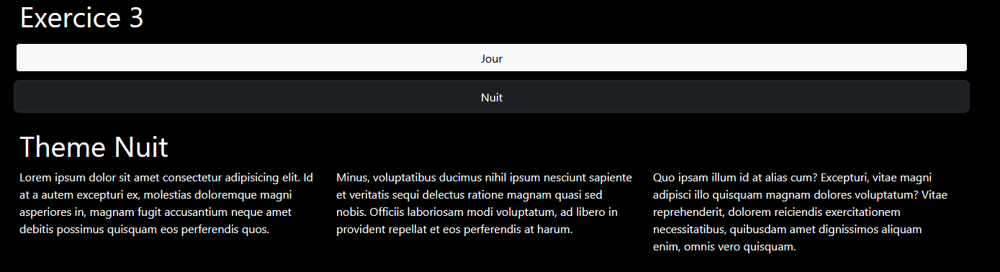 Exercice 3
Jour
Nuit
Theme Nuit
Lorem ipsum dolor sit amet consectetur adipisicing elit. Id
at a autem excepturi ex, molestias doloremque magni
asperiores in, magnam fugit accusantium neque amet
debitis possimus quisquam eos perferendis quos.
Minus, voluptatibus ducimus nihil ipsum nesciunt sapiente
et veritatis sequi delectus ratione magnam quasi sed
nobis. Officiis laboriosam modi voluptatum, ad libero in
provident repellat et eos perferendis at harum.
Quo ipsam illum id at alias cum? Excepturi, vitae magni
adipisci illo quisquam magnam dolores voluptatum? Vitae
reprehenderit, dolorem reiciendis exercitationem
necessitatibus, quibusdam amet dignissimos aliquam
enim, omnis vero quisquam.